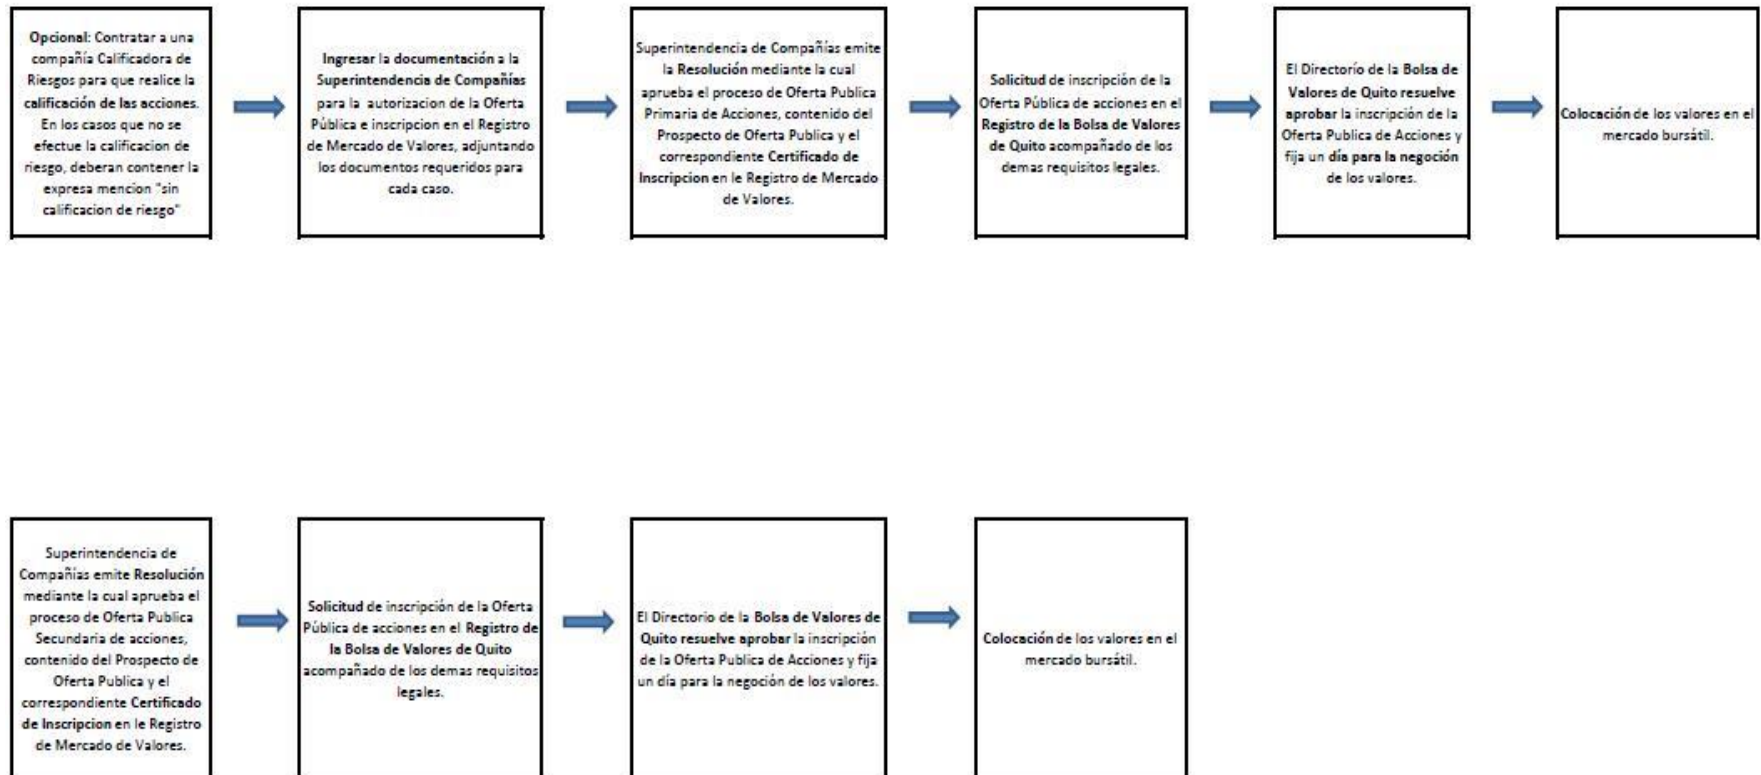 Opcional: Contratar a una
compañía Calificadora de
Riesgos para que realice la
calificación de las acciones.
En los casos que no se
efectue la calificacion de
riesgo, deberan contener la
expresa mencion "sin
calificacion de riesgo"
Ingresar la documentación a la
Superintendencia de Compañías
para la autorizacion de la Oferta
Pública e inscripcion en el Registro
de Mercado de Valores, adjuntando
los documentos requeridos para
cada caso.
Superintendencia de Compañías emite
la Resolución mediante la cual
aprueba el proceso de Oferta Publica
Primaria de Acciones, contenido del
Prospecto de Oferta Publica y el
correspondiente Certificado de
Inscripcion en le Registro de Mercado
de Valores.
Solicitud de inscripción de la
Oferta Pública de acciones en el
Registro de la Bolsa de Valores
de Quito acompañado de los
demas requisitos legales.
El Directorio de la Bolsa de
Valores de Quito resuelve
aprobar la inscripción de la
Oferta Publica de Acciones y
fija un día para la negoción
de los valores.
Colocación de los valores en el
mercado bursátil.
Superintendencia de
Compañías emite Resolución
mediante la cual aprueba el
proceso de Oferta Publica
Secundaria de acciones,
contenido del Prospecto de
Oferta Publica y el
correspondiente Certificado
de Inscripcion en le Registro
de Mercado de Valores.
Solicitud de inscripción de la Oferta
Pública de acciones en el Registro de
la Bolsa de Valores de Quito
acompañado de los demas requisitos
legales.
El Directorio de la Bolsa de Valores de
Quito resuelve aprobar la inscripción
de la Oferta Publica de Acciones y fija
un día para la negoción de los valores.
Colocación de los valores en el
mercado bursátil.